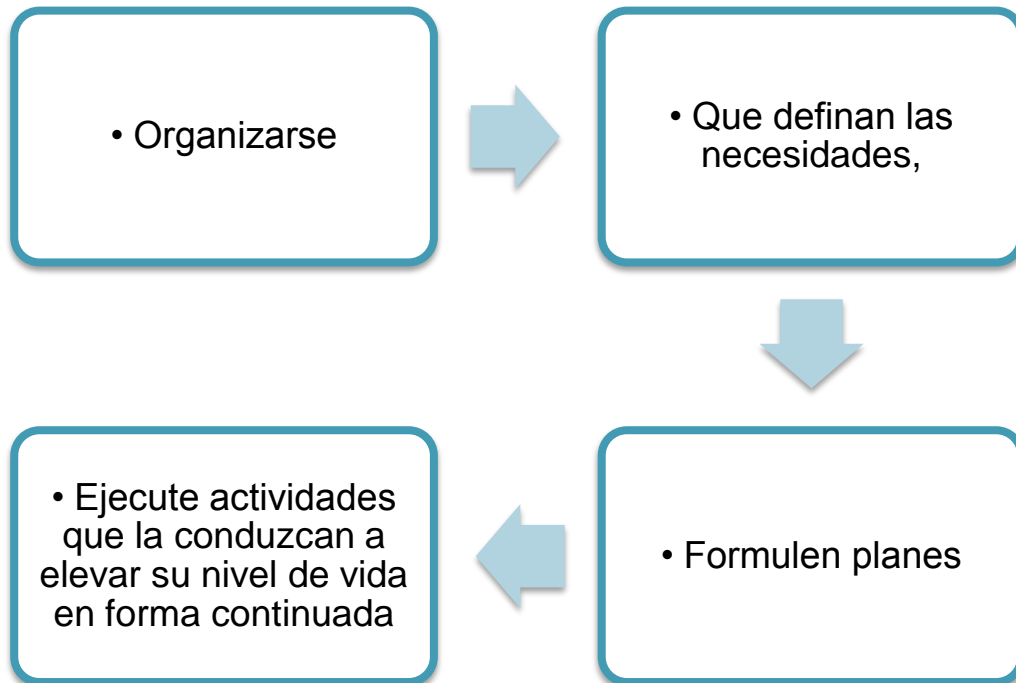 • Organizarse
• Que definan las
necesidades,
• Formulen planes
• Ejecute actividades
que la conduzcan a
elevar su nivel de vida
en forma continuada